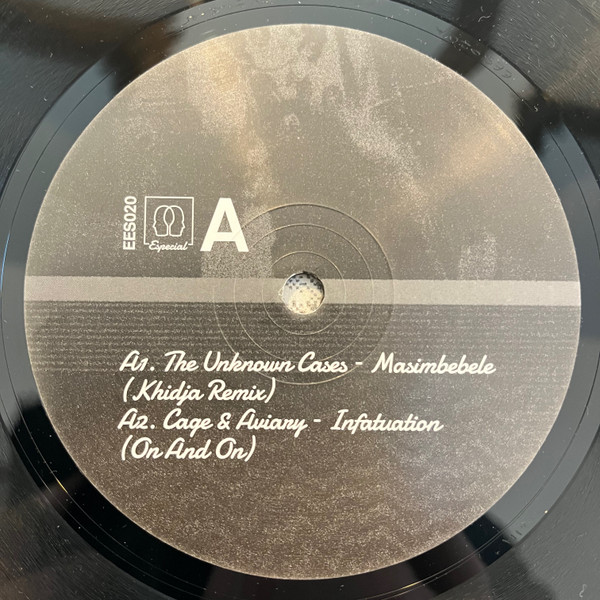 EES020
Especial
A
A1. The Unknown Cases - Masimbebele
(Khidja Remix)
A2. Cage & Aviary - Infatuation
(On And On)